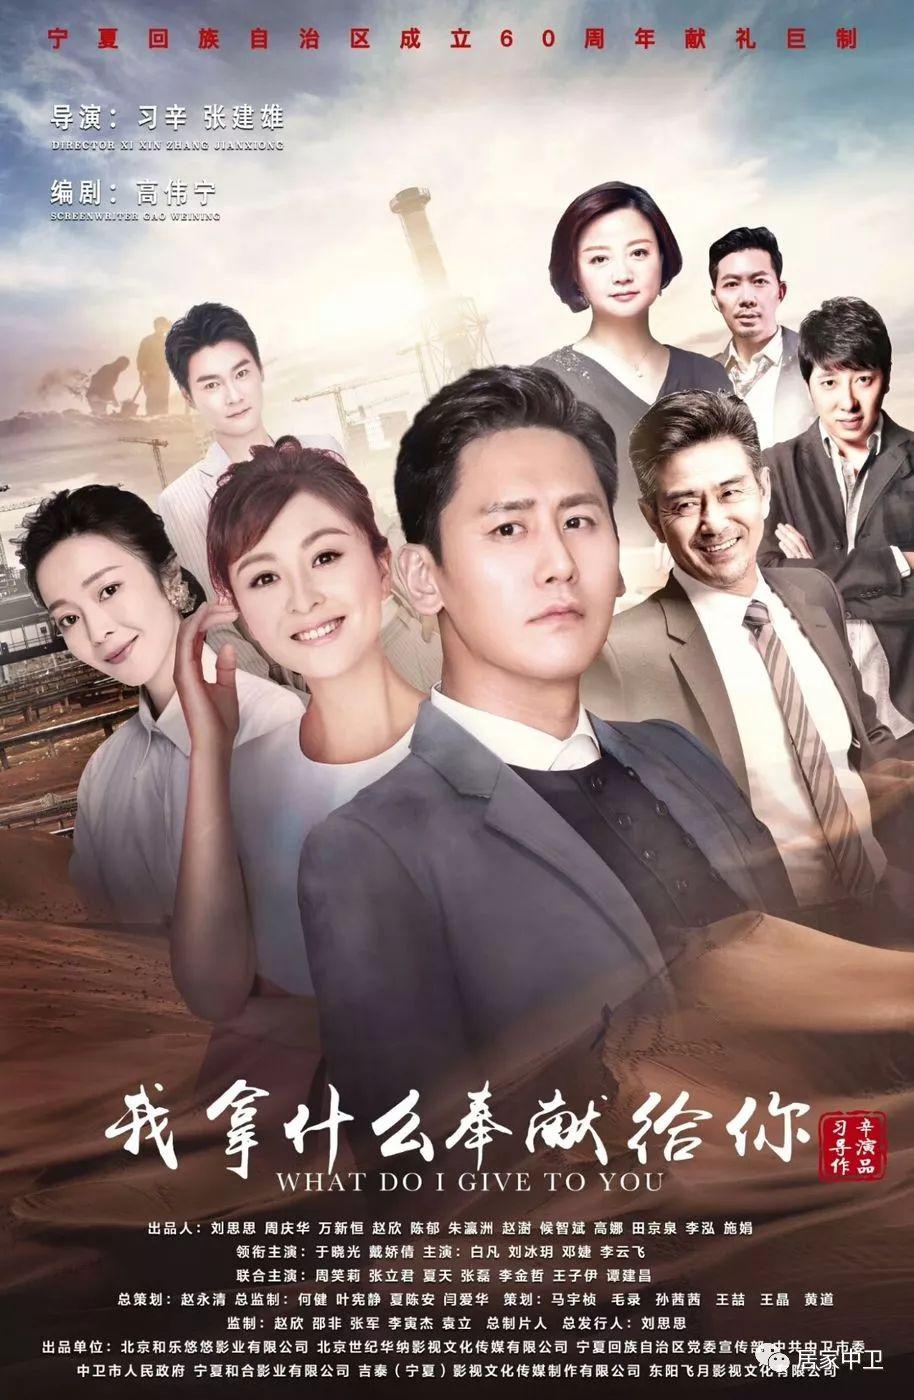 宁夏回族自治区成立60周年献礼巨制
导演：习辛 张建雄
DIRECTOR XI XIN ZHANG JIANXIONG
编剧：高伟宁
SCREENWRITER GAO WEINING
我拿什么奉献给你
WHAT DO I GIVE TO YOU
习辛
导演
作品
出品人：刘思思 周庆华 万新恒 赵欣 陈郁 朱瀛洲 赵澍 候智斌 高娜 田京泉 李泓 施娟
领衔主演：于晓光 戴娇倩 主演：白凡 刘冰玥 邓婕 李云飞
联合主演：周笑莉 张立君 夏天 张磊 李金哲 王子伊 谭建昌
总策划：赵永清 总监制：何健 叶宪静 夏陈安 闫爱华 策划：马宇桢 毛录 孙茜茜 王喆 王晶 黄道
监制：赵欣 邵非 张军 李寅杰 袁立 总制片人 总发行人：刘思思
出品单位：北京和乐悠悠影业有限公司 北京世纪华纳影视文化传媒有限公司 宁夏回族自治区党委宣传部 中共中卫市委
中卫市人民政府 宁夏和合影业有限公司 吉泰（宁夏）影视文化传媒制作有限公司 东阳飞月影视文化有限公司
居家中卫